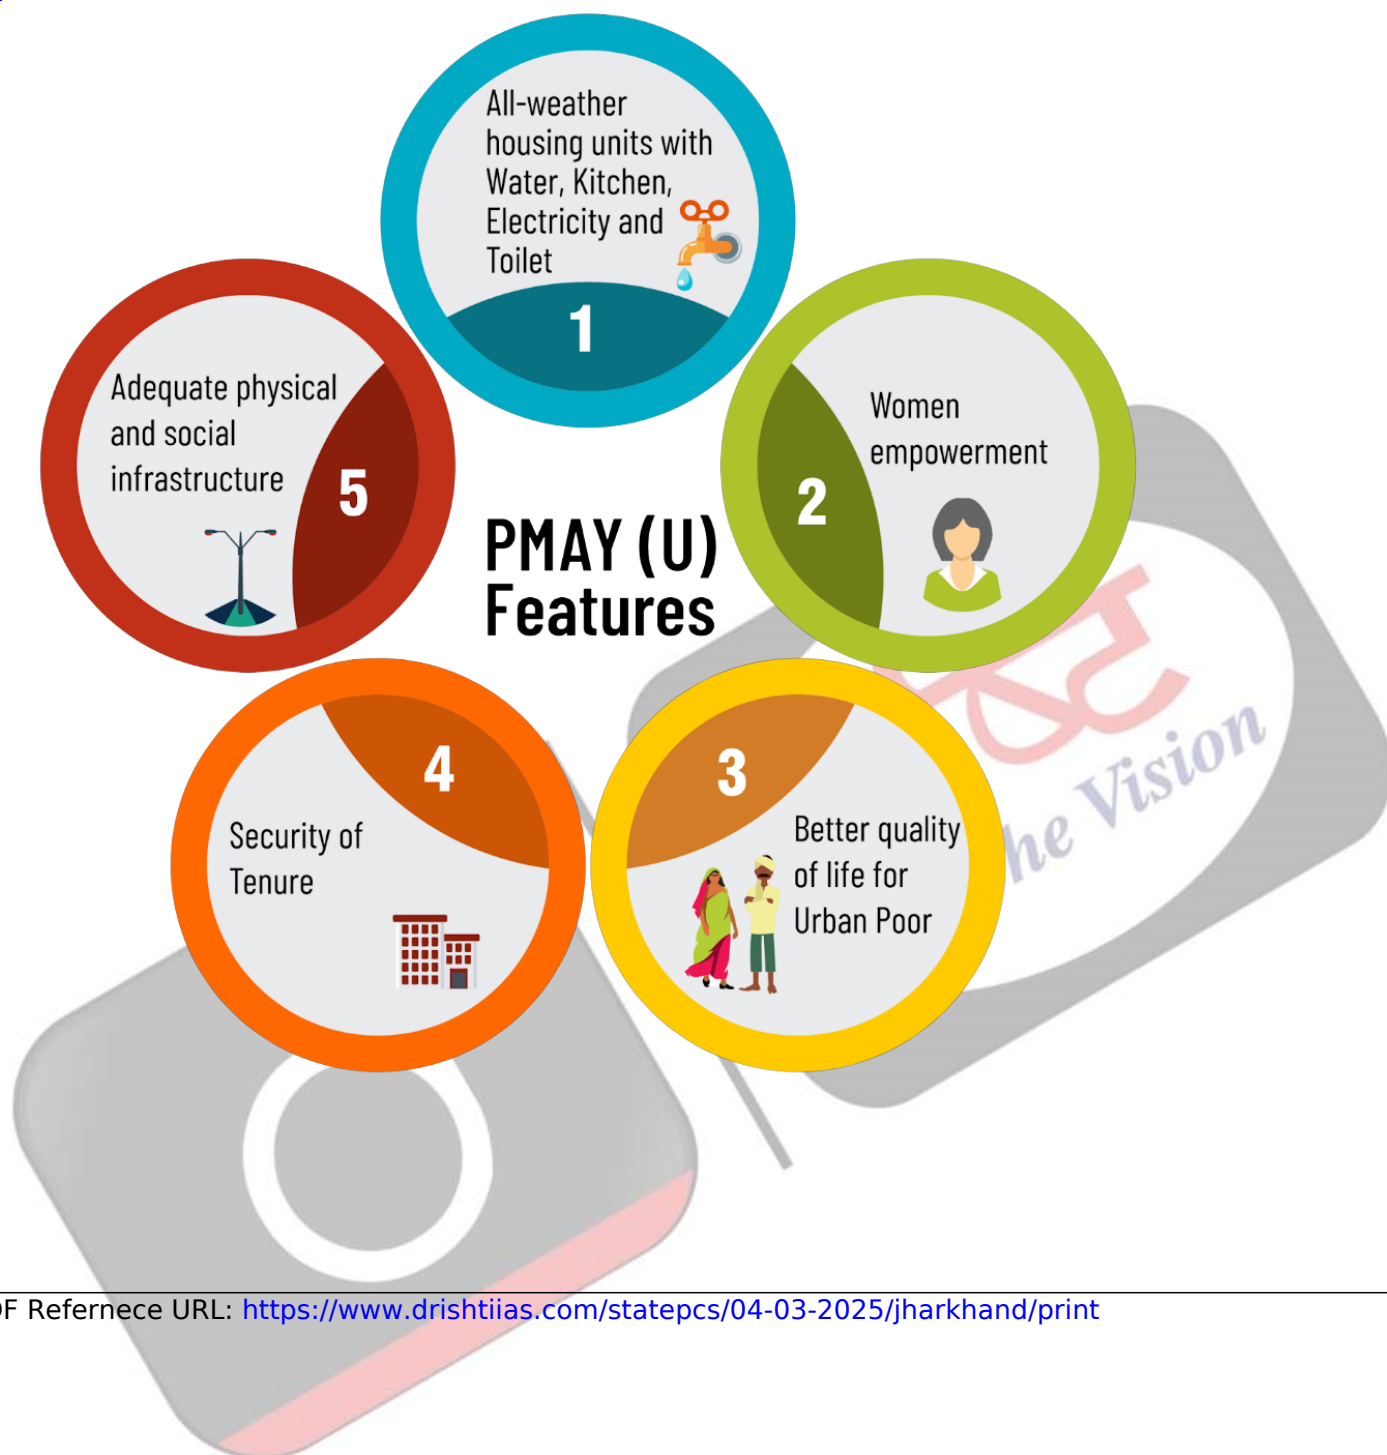 All-weather
housing units with
Water, Kitchen,
Electricity and
Toilet
1
Women
empowerment
2
3
Better quality
of life for
Urban Poor
4
Security of
Tenure
Adequate physical
and social
infrastructure
5
PMAY (U)
Features
he Vision
F Refernece URL: https://www.drishtiias.com/statepcs/04-03-2025/jharkhand/print